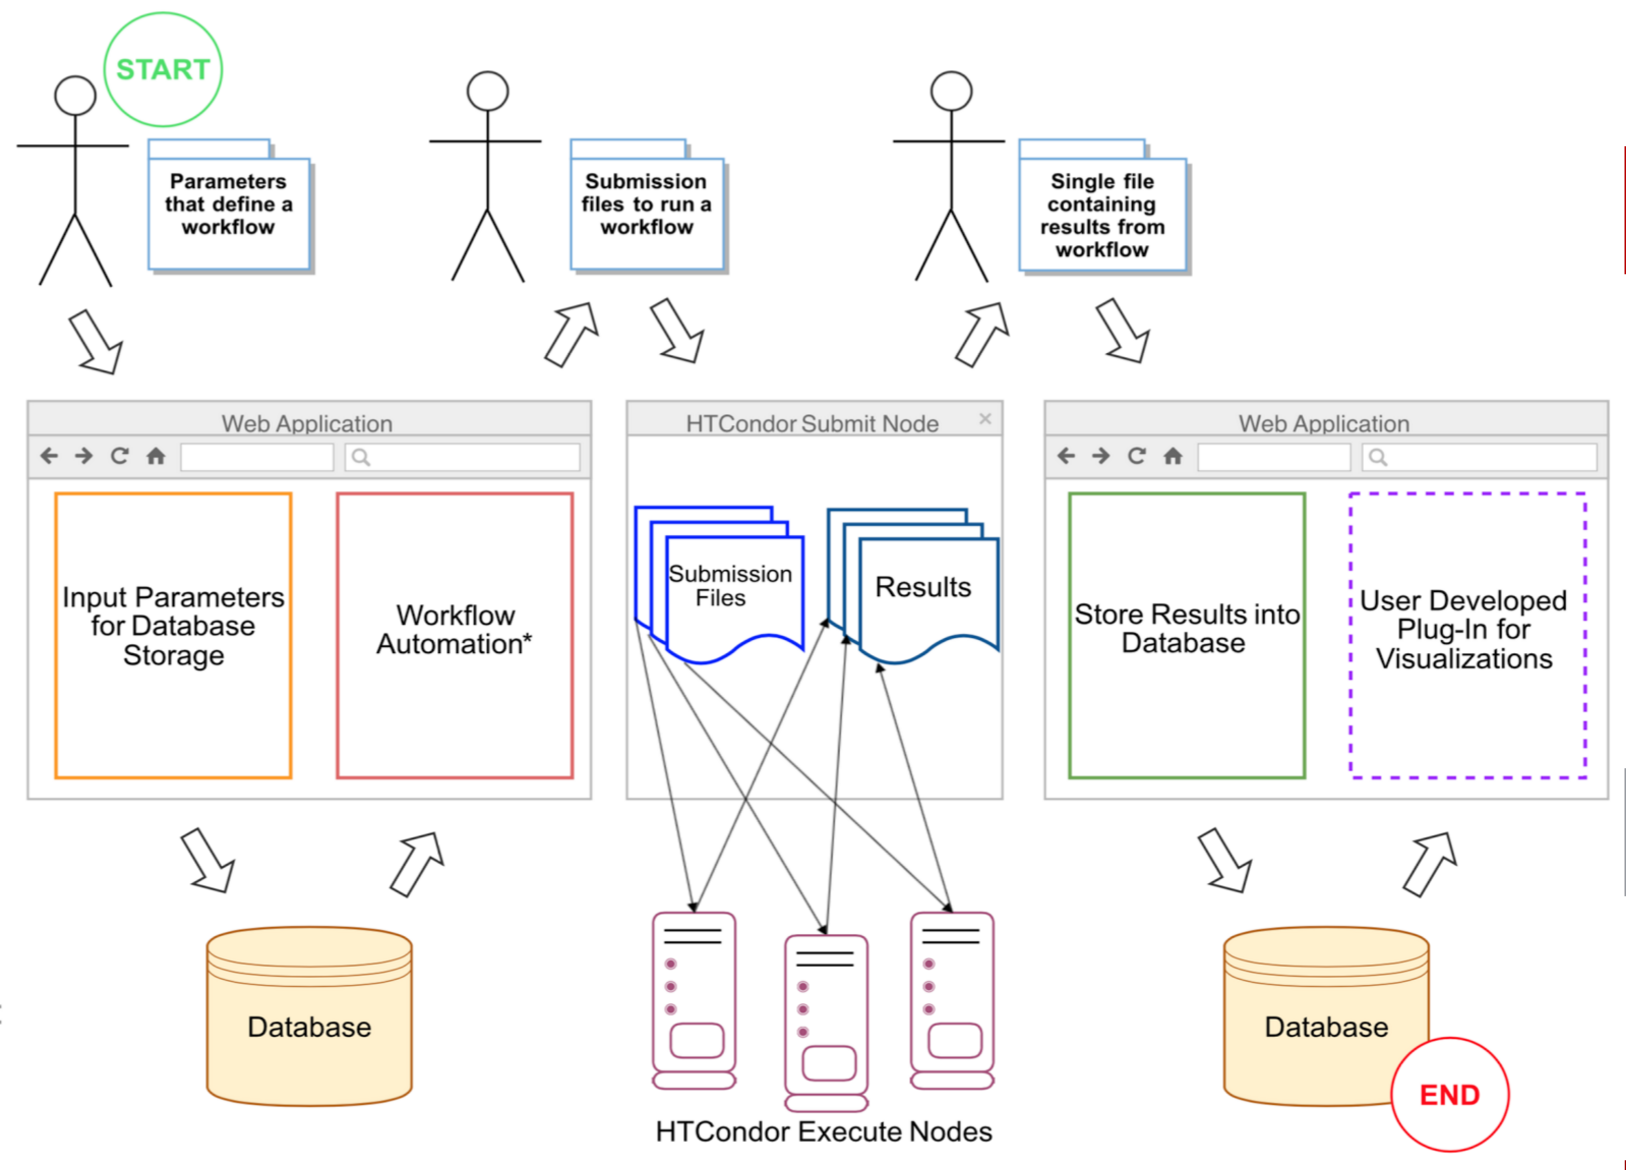 START
Parameters
that define a
workflow
Submission
files to run a
workflow
Single file
containing
results from
workflow
Web Application
Input Parameters
for Database
Storage
Workflow
Automation*
HTCondor Submit Node
Submission
Files
Results
Web Application
Store Results into
Database
User Developed
Plug-In for
Visualizations
Database
HTCondor Execute Nodes
Database
END